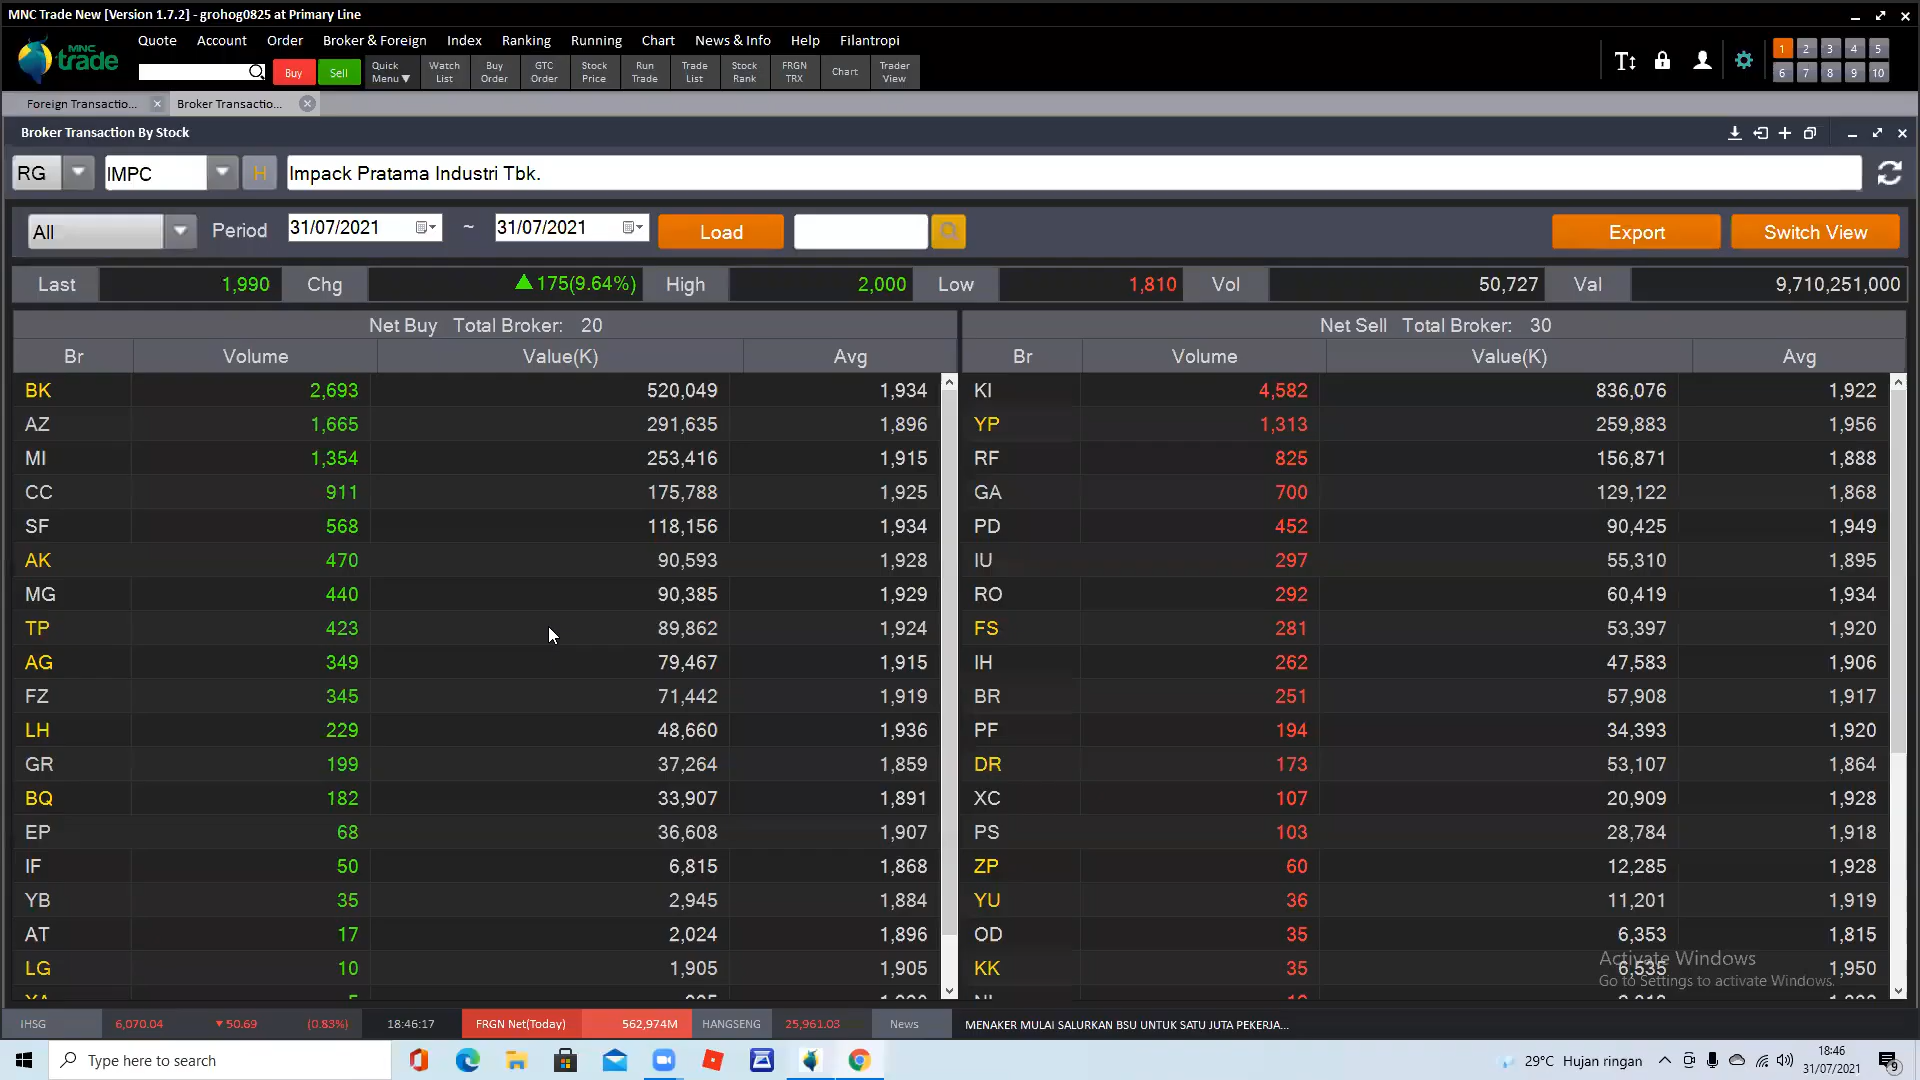 MNC Trade New [Version 1.7.2] - grohog0825 at Primary Line
MNC trade
Quote Account Order Broker & Foreign Index Ranking Running Chart News & Info Help Filantropi
Buy Sell Quick Menu▼ Watch List Buy Order GTC Order Stock Price Run Trade Trade List Stock Rank FRGN TRX Chart Trader View
1 2 3 4 5
6 7 8 9 10
Foreign Transactio... Broker Transactio...
Broker Transaction By Stock
RG IMPC H Impack Pratama Industri Tbk.
All Period 31/07/2021 ~ 31/07/2021 Load Export Switch View
Last 1,990 Chg ▲175(9.64%) High 2,000 Low 1,810 Vol 50,727 Val 9,710,251,000
Net Buy Total Broker: 20 Net Sell Total Broker: 30
Br Volume Value(K) Avg Br Volume Value(K) Avg
BK 2,693 520,049 1,934 KI 4,582 836,076 1,922
AZ 1,665 291,635 1,896 YP 1,313 259,883 1,956
MI 1,354 253,416 1,915 RF 825 156,871 1,888
CC 911 175,788 1,925 GA 700 129,122 1,868
SF 568 118,156 1,934 PD 452 90,425 1,949
AK 470 90,593 1,928 IU 297 55,310 1,895
MG 440 90,385 1,929 RO 292 60,419 1,934
TP 423 89,862 1,924 FS 281 53,397 1,920
AG 349 79,467 1,915 IH 262 47,583 1,906
FZ 345 71,442 1,919 BR 251 57,908 1,917
LH 229 48,660 1,936 PF 194 34,393 1,920
GR 199 37,264 1,859 DR 173 53,107 1,864
BQ 182 33,907 1,891 XC 107 20,909 1,928
EP 68 36,608 1,907 PS 103 28,784 1,918
IF 50 6,815 1,868 ZP 60 12,285 1,928
YB 35 2,945 1,884 YU 36 11,201 1,919
AT 17 2,024 1,896 OD 35 6,353 1,815
LG 10 1,905 1,905 KK 35 6,535 1,950
Activate Windows
Go to Settings to activate Windows.
IHSG 6,070.04 ▼50.69 (0.83%) 18:46:17 FRGN Net(Today) 562,974M HANGSENG 25,961.03 News MENAKER MULAI SALURKAN BSU UNTUK SATU JUTA PEKERJA...
Type here to search 29°C Hujan ringan 18:46
31/07/2021 9